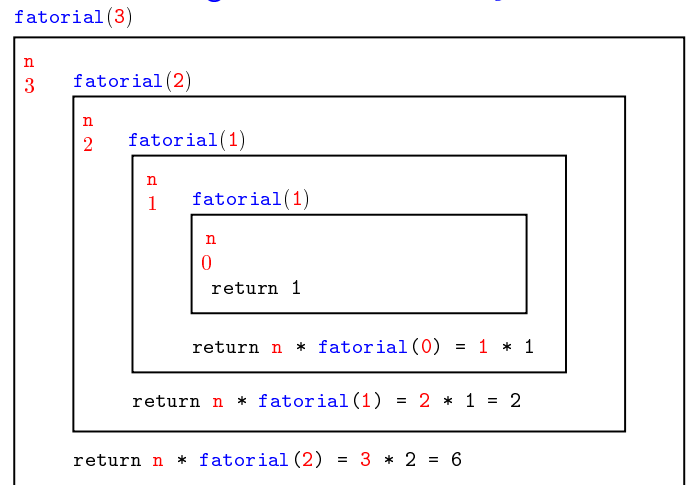 fatorial(3)
n
3
fatorial(2)
n
2
fatorial(1)
n
1
fatorial(1)
n
0
return 1
return n * fatorial(0) = 1 * 1
return n * fatorial(1) = 2 * 1 = 2
return n * fatorial(2) = 3 * 2 = 6